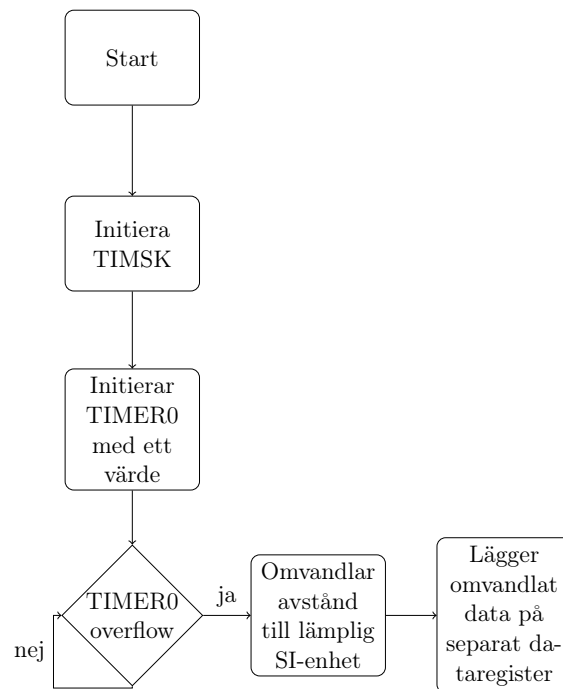 Start
Initiera
TIMSK
Initierar
TIMER0
med ett
värde
TIMER0
overflow
nej
ja
Omvandlar
avstånd
till lämplig
SI-enhet
Lägger
omvandlat
data på
separat da-
taregister